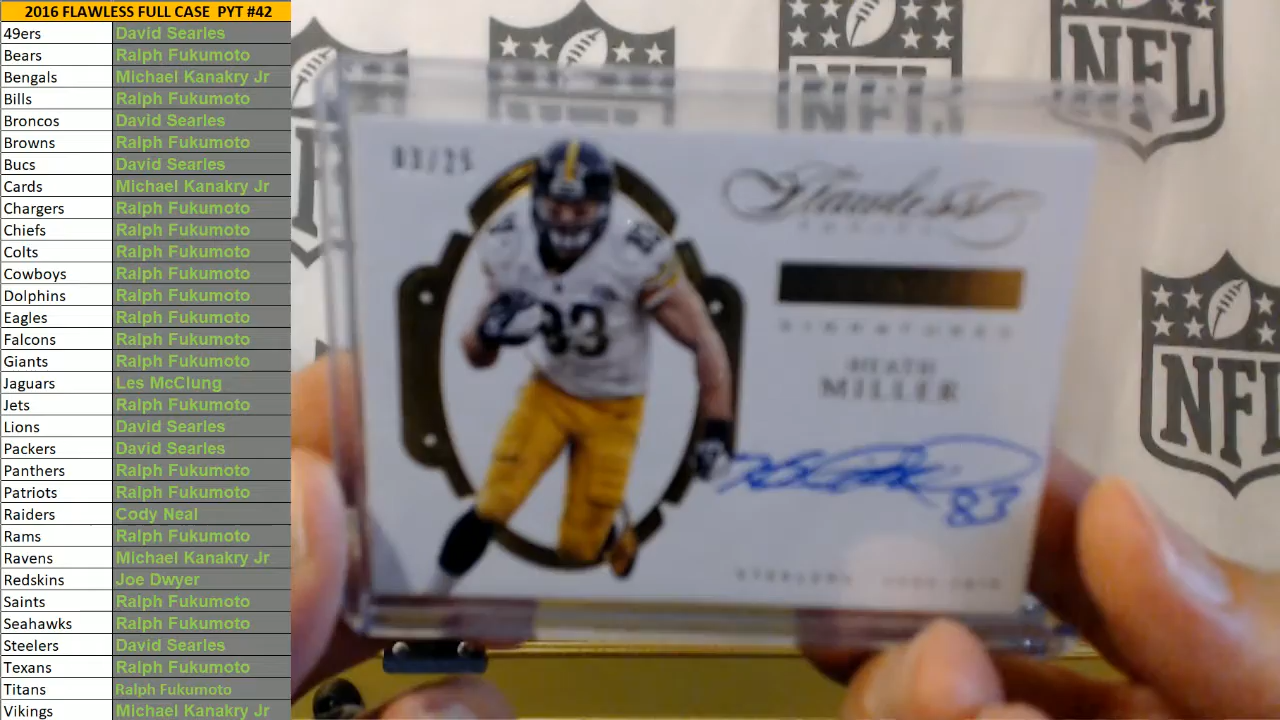 2016 FLAWLESS FULL CASE PYT #42
49ers David Searles
Bears Ralph Fukumoto
Bengals Michael Kanakry Jr
Bills Ralph Fukumoto
Broncos David Searles
Browns Ralph Fukumoto
Bucs David Searles
Cards Michael Kanakry Jr
Chargers Ralph Fukumoto
Chiefs Ralph Fukumoto
Colts Ralph Fukumoto
Cowboys Ralph Fukumoto
Dolphins Ralph Fukumoto
Eagles Ralph Fukumoto
Falcons Ralph Fukumoto
Giants Ralph Fukumoto
Jaguars Les McClung
Jets Ralph Fukumoto
Lions David Searles
Packers David Searles
Panthers Ralph Fukumoto
Patriots Ralph Fukumoto
Raiders Cody Neal
Rams Ralph Fukumoto
Ravens Michael Kanakry Jr
Redskins Joe Dwyer
Saints Ralph Fukumoto
Seahawks Ralph Fukumoto
Steelers David Searles
Texans Ralph Fukumoto
Titans Ralph Fukumoto
Vikings Michael Kanakry Jr
NFL
NFL
NFL
Flawless
SIGNATURES
HEATH
MILLER
83
83
NFL